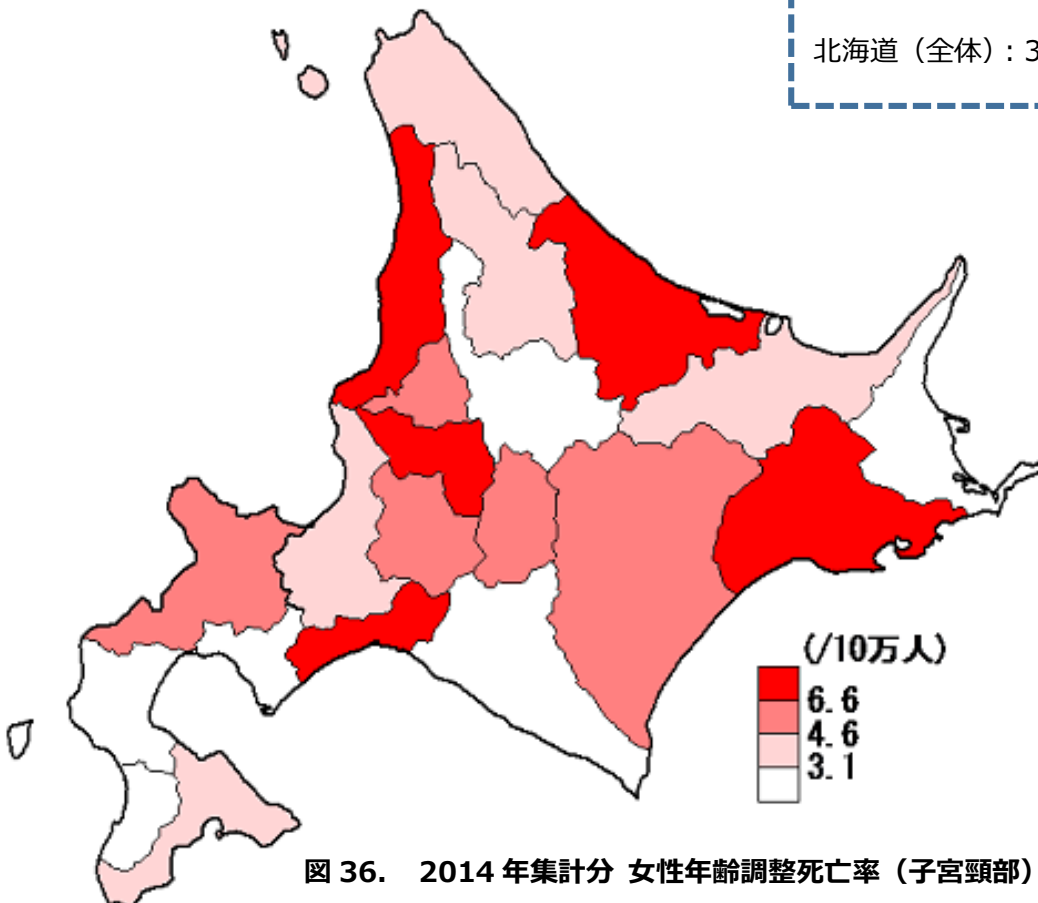 北海道（全体）: 3
(/10万人)
6. 6
4. 6
3. 1
図 36. 2014 年集計分 女性年齢調整死亡率（子宮頸部）